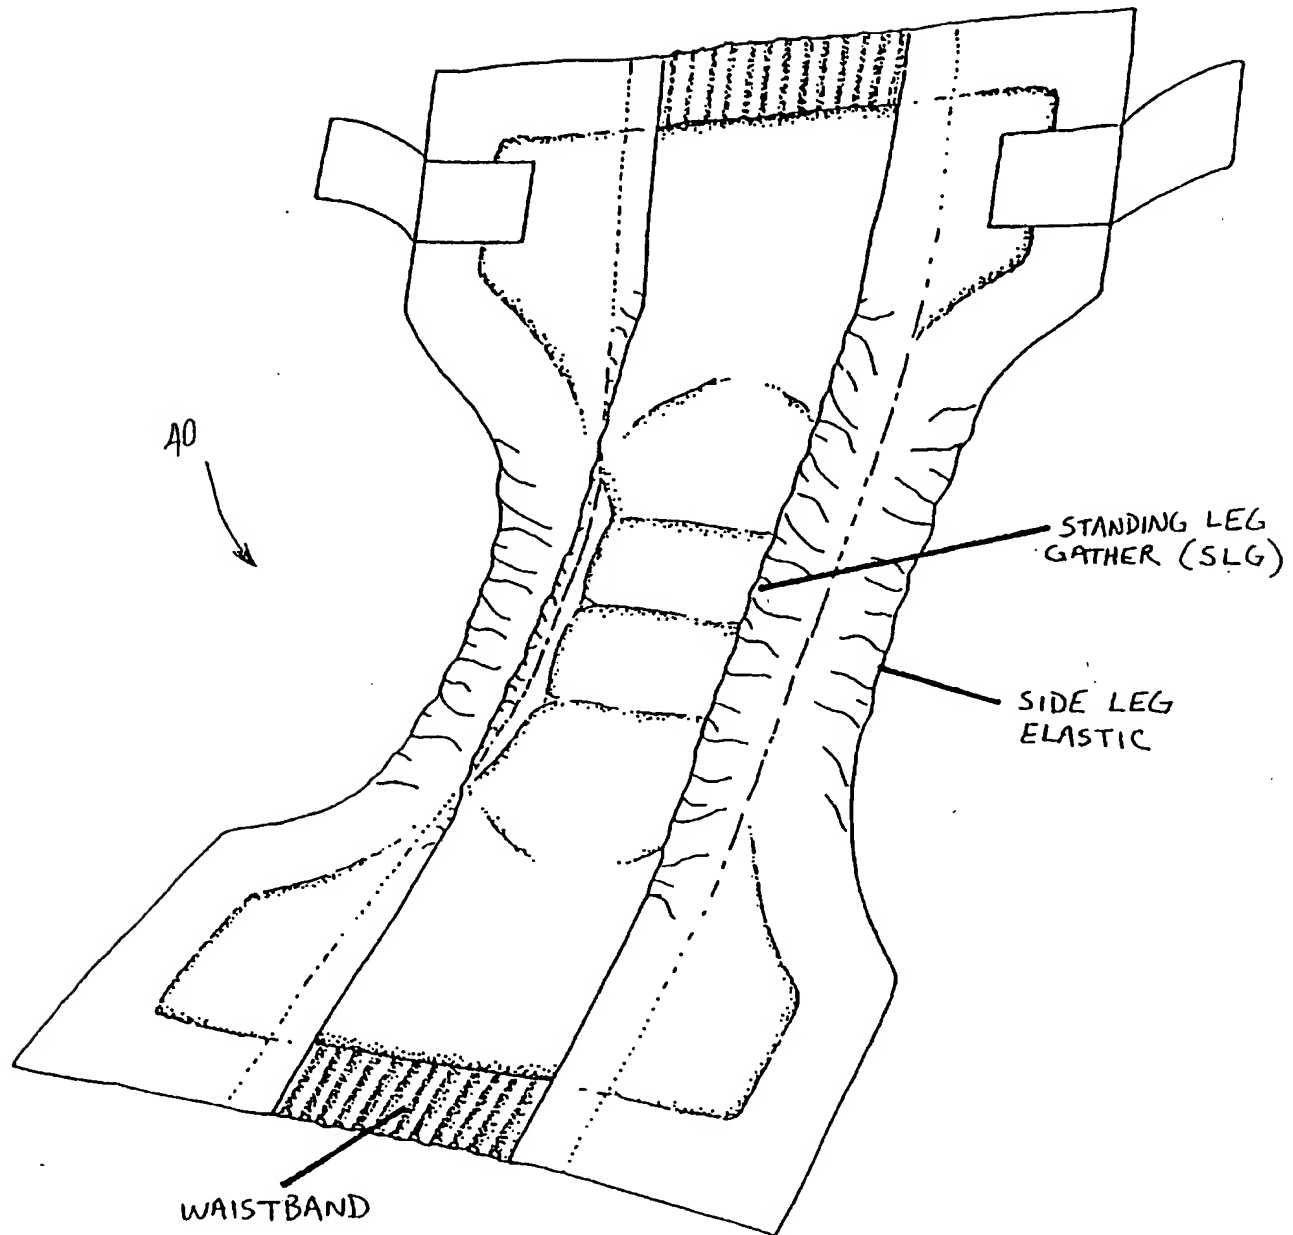 40
STANDING LEG
GATHER (SLG)
SIDE LEG
ELASTIC
WAISTBAND